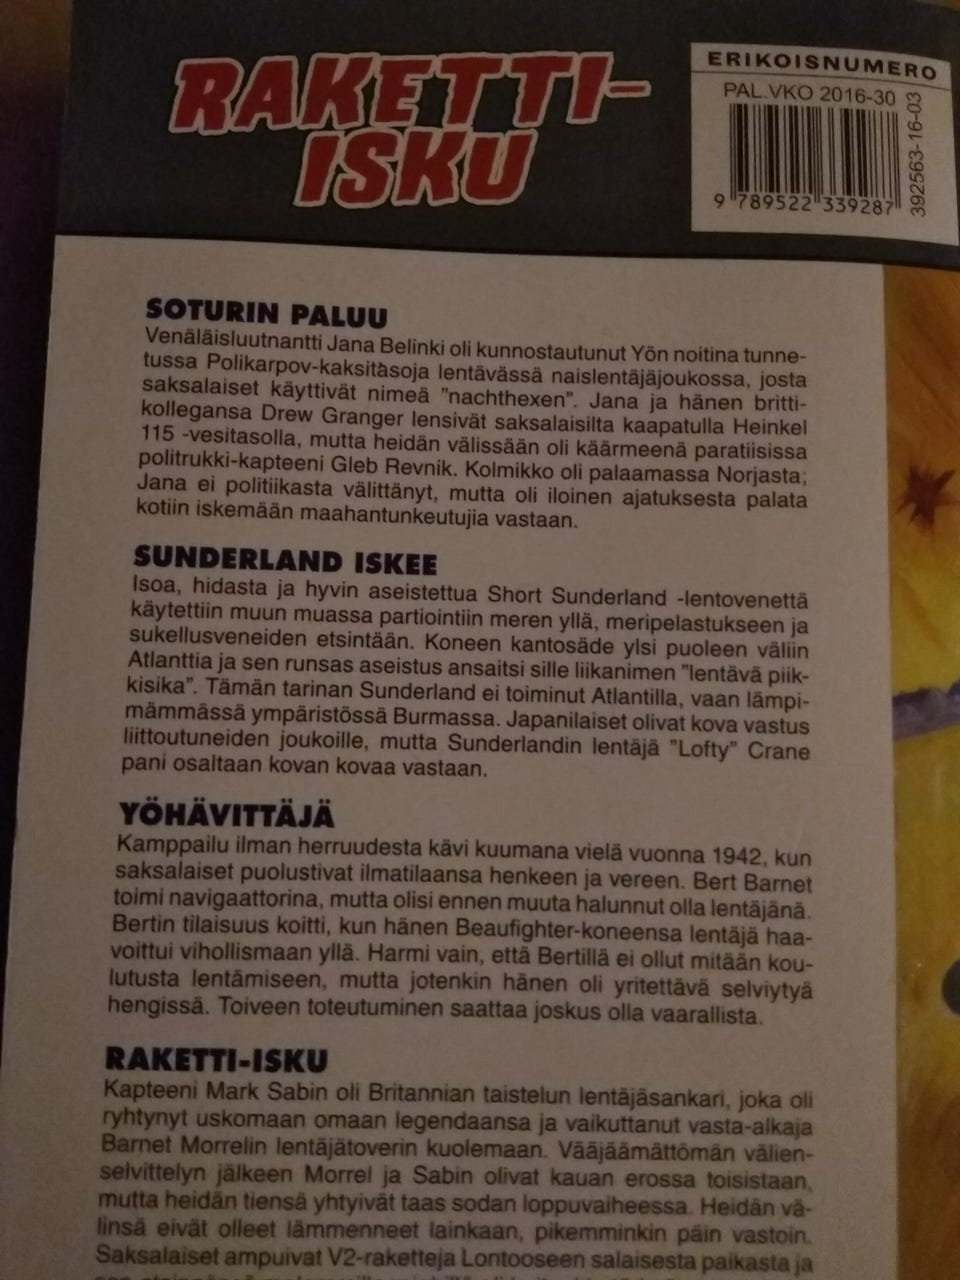 RAKETTI-
ISKU
ERIKOISNUMERO
PAL.VKO 2016-30
392563-16-03
9 789522 339287
SOTURIN PALUU
Venäläisluutnantti Jana Belinki oli kunnostautunut Yön noitina tunne-
tussa Polikarpov-kaksitasoja lentävässä naislentäjäjoukossa, josta
saksalaiset käyttivät nimeä "nachthexen". Jana ja hänen britti-
kollegansa Drew Granger lensivät saksalaisilta kaapatulla Heinkel
115 -vesitasolla, mutta heidän välissään oli käärmeenä paratiisissa
politrukki-kapteeni Gleb Revnik. Kolmikko oli palaamassa Norjasta;
Jana ei politiikasta välittänyt, mutta oli iloinen ajatuksesta palata
kotiin iskemään maahantunkeutujia vastaan.
SUNDERLAND ISKEE
Isoa, hidasta ja hyvin aseistettua Short Sunderland -lentovenettä
käytettiin muun muassa partiointiin meren yllä, meripelastukseen ja
sukellusveneiden etsintään. Koneen kantosäde ylsi puoleen väliin
Atlanttia ja sen runsas aseistus ansaitsi sille liikanimen "lentävä piik-
kisika". Tämän tarinan Sunderland ei toiminut Atlantilla, vaan lämpi-
mämmässä ympäristössä Burmassa. Japanilaiset olivat kova vastus
liittoutuneiden joukoille, mutta Sunderlandin lentäjä "Lofty" Crane
pani osaltaan kovan kovaa vastaan.
YÖHÄVITTÄJÄ
Kamppailu ilman herruudesta kävi kuumana vielä vuonna 1942, kun
saksalaiset puolustivat ilmatilaansa henkeen ja vereen. Bert Barnet
toimi navigaattorina, mutta olisi ennen muuta halunnut olla lentäjänä.
Bertin tilaisuus koitti, kun hänen Beaufighter-koneensa lentäjä haa-
voittui vihollismaan yllä. Harmi vain, että Bertillä ei ollut mitään kou-
lutusta lentämiseen, mutta jotenkin hänen oli yritettävä selviytyä
hengissä. Toiveen toteutuminen saattaa joskus olla vaarallista.
RAKETTI-ISKU
Kapteeni Mark Sabin oli Britannian taistelun lentäjäsankari, joka oli
ryhtynyt uskomaan omaan legendaansa ja vaikuttanut vasta-alkaja
Barnet Morrelin lentäjätoverin kuolemaan. Vääjäämättömän välien-
selvittelyn jälkeen Morrel ja Sabin olivat kauan erossa toisistaan,
mutta heidän tiensä yhtyivät taas sodan loppuvaiheessa. Heidän vä-
linsä eivät olleet lämmenneet lainkaan, pikemminkin päin vastoin.
Saksalaiset ampuivat V2-raketteja Lontooseen salaisesta paikasta ja